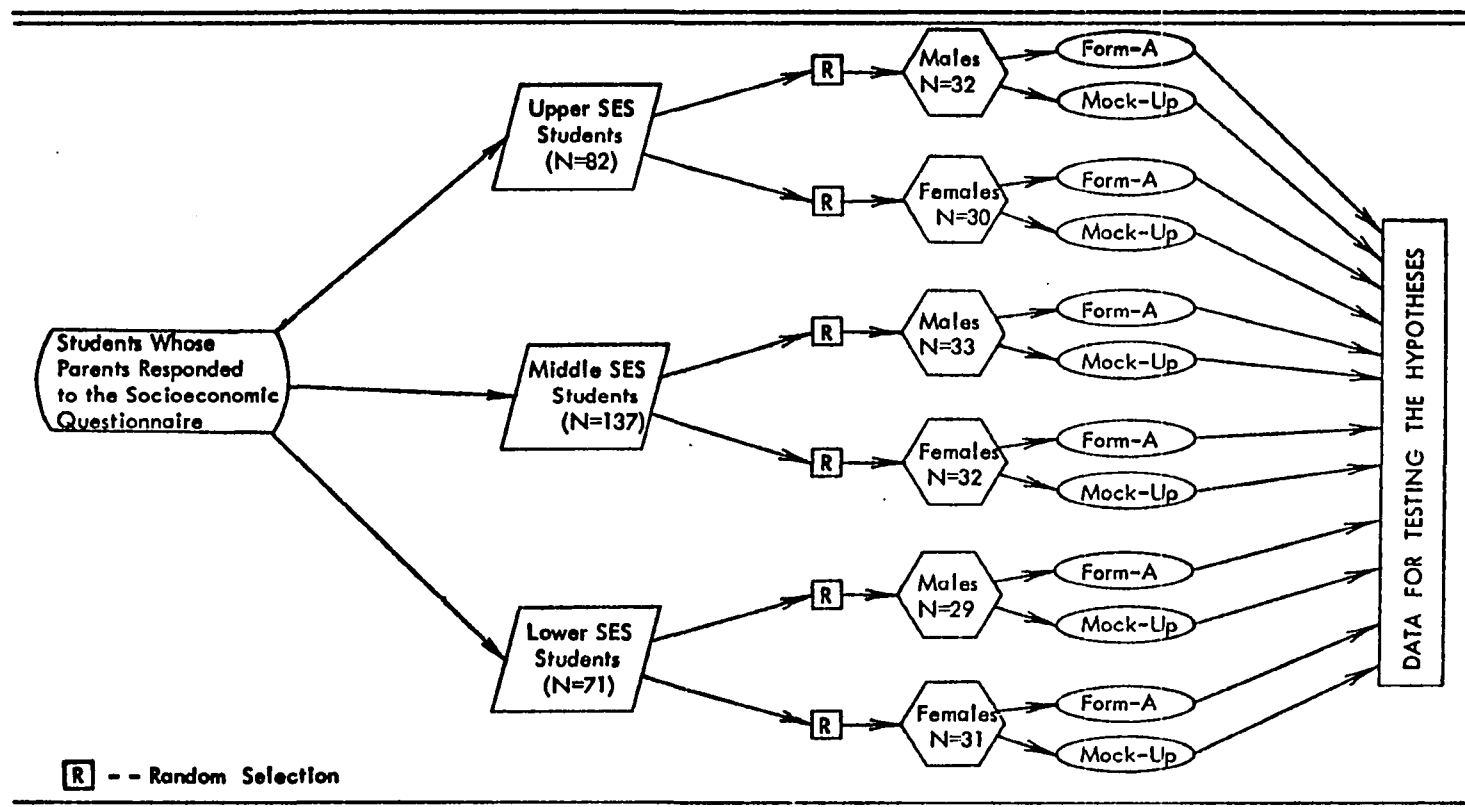 Students Whose
Parents Responded
to the Socioeconomic
Questionnaire
Upper SES
Students
(N=82)
R
Males
N=32
Form-A
Mock-Up
R
Females
N=30
Form-A
Mock-Up
Middle SES
Students
(N=137)
R
Males
N=33
Form-A
Mock-Up
R
Females
N=32
Form-A
Mock-Up
Lower SES
Students
(N=71)
R
Males
N=29
Form-A
Mock-Up
R
Females
N=31
Form-A
Mock-Up
DATA FOR TESTING THE HYPOTHESES
R -- Random Selection